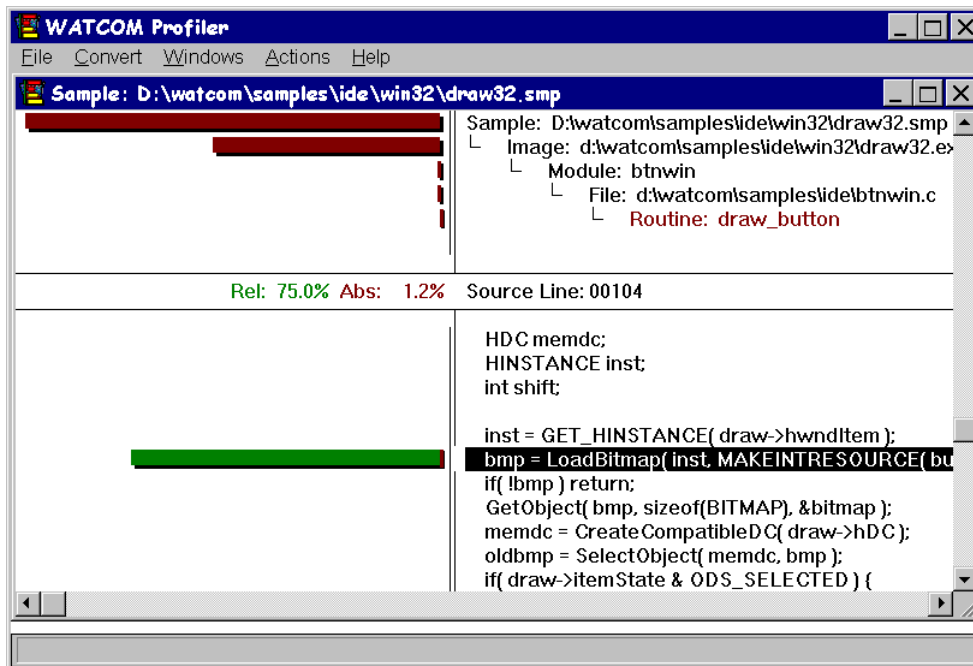 WATCOM Profiler
File Convert Windows Actions Help
Sample: D:\watcom\samples\ide\win32\draw32.smp
Sample: D:\watcom\samples\ide\win32\draw32.smp
Image: d:\watcom\samples\ide\win32\draw32.ex
Module: btnwin
File: d:\watcom\samples\ide\btnwin.c
Routine: draw_button
Rel: 75.0% Abs: 1.2% Source Line: 00104
HDC memdc;
HINSTANCE inst;
int shift;
inst = GET_HINSTANCE( draw->hwndItem );
bmp = LoadBitmap( inst, MAKEINTRESOURCE( bu
if( !bmp ) return;
GetObject( bmp, sizeof(BITMAP), &bitmap );
memdc = CreateCompatibleDC( draw->hDC );
oldbmp = SelectObject( memdc, bmp );
if( draw->itemState & ODS_SELECTED ) {